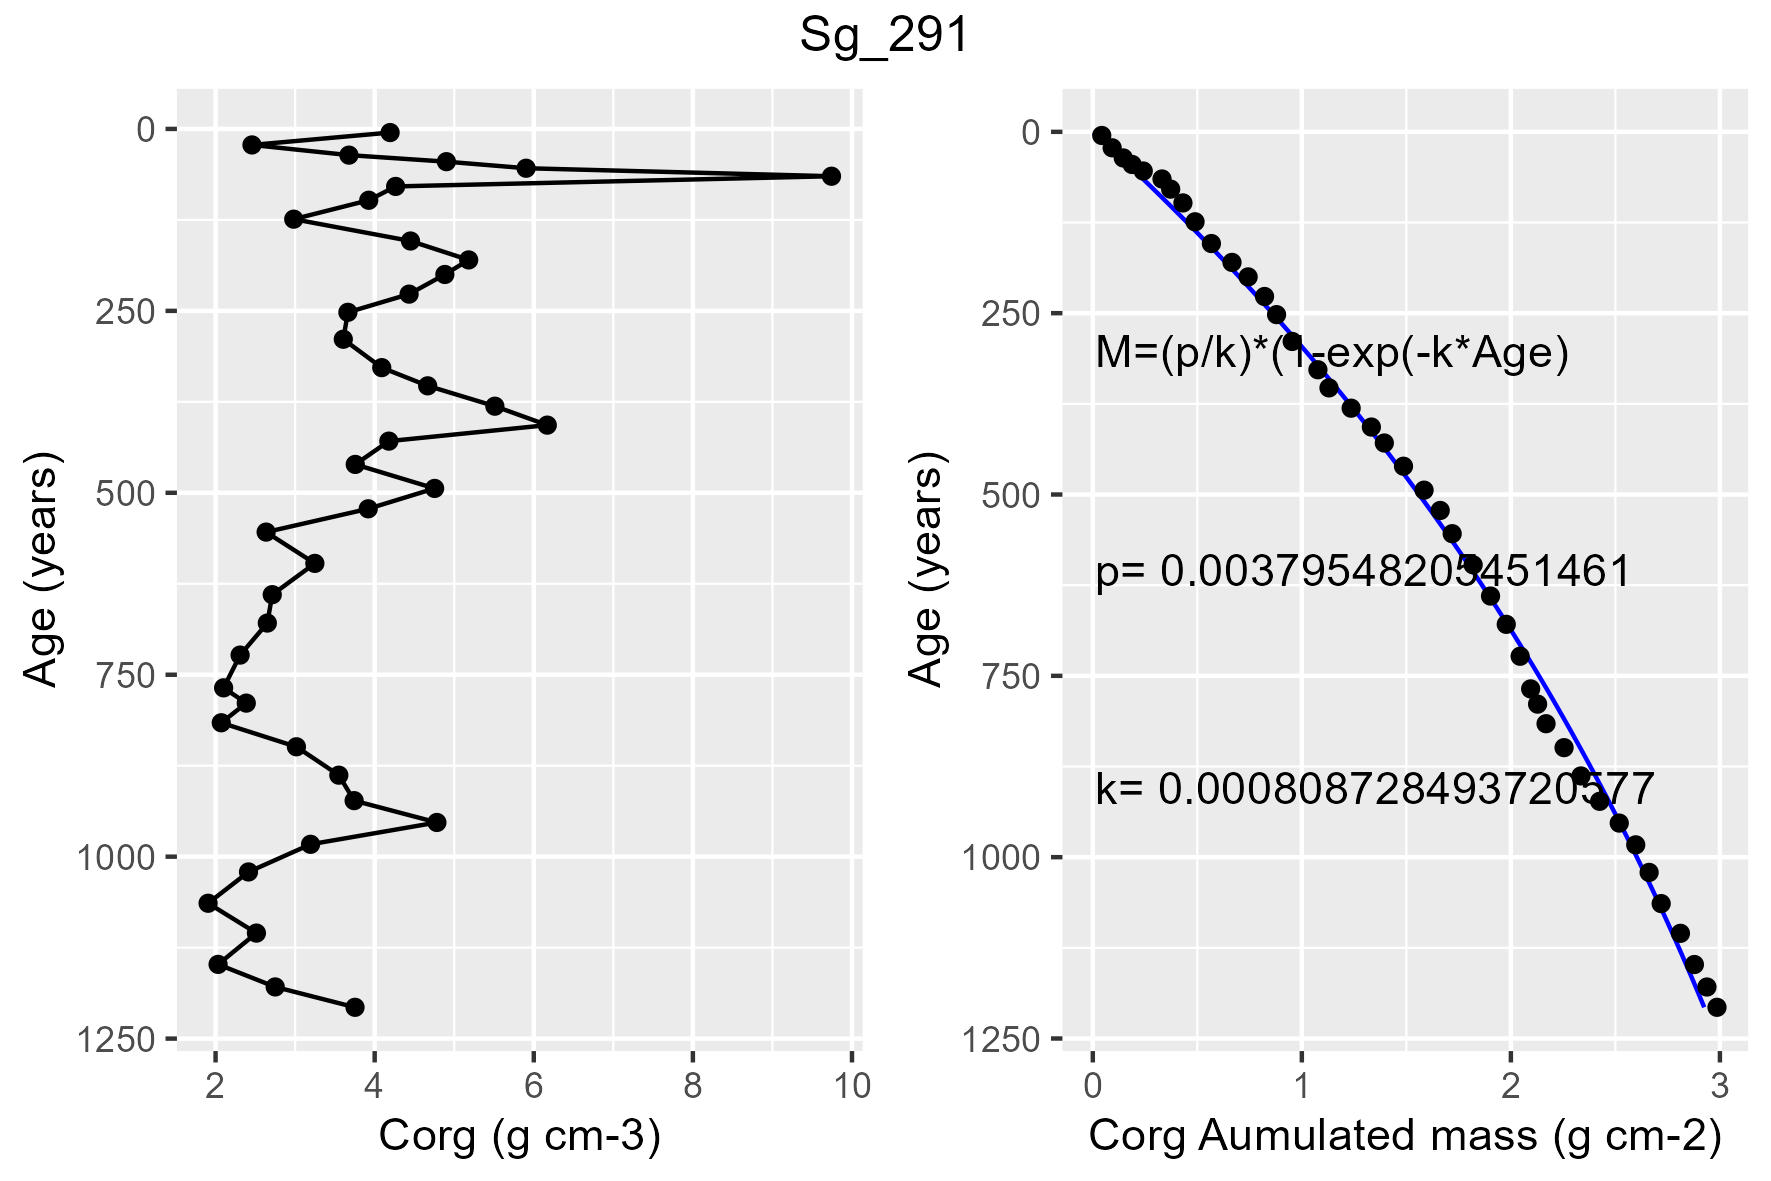 Sg_291
0
250
500
750
1000
1250
Age (years)
2 4 6 8 10
Corg (g cm-3)
0
250
500
750
1000
1250
Age (years)
M=(p/k)*(1-exp(-k*Age)
p= 0.00379548205451461
k= 0.000808728493720577
0 1 2 3
Corg Aumulated mass (g cm-2)